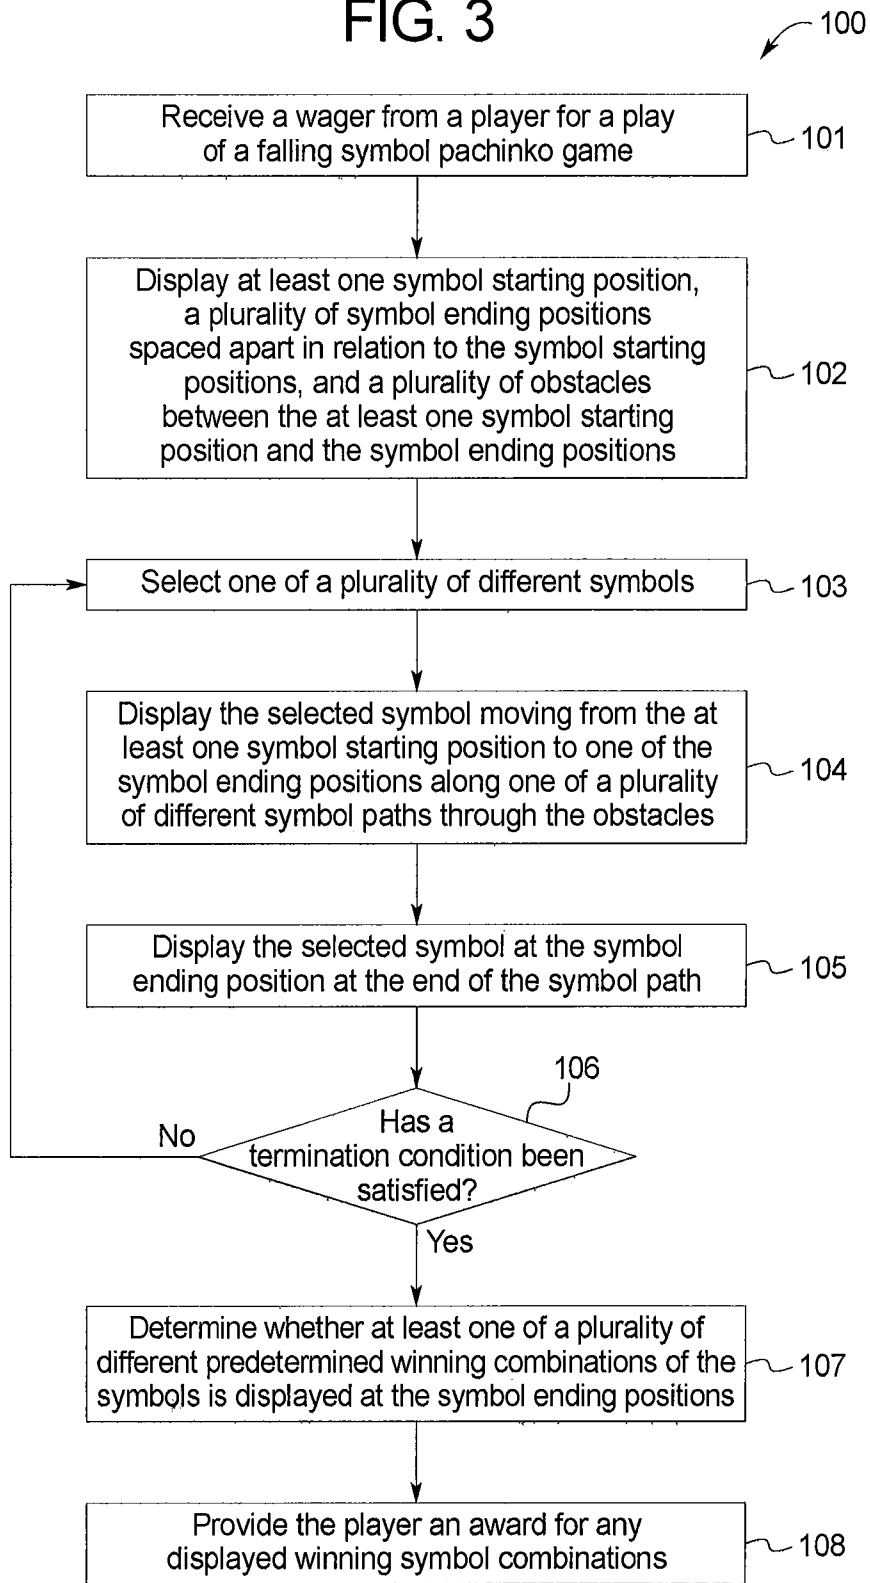 FIG. 3
100
Receive a wager from a player for a play
of a falling symbol pachinko game
101
Display at least one symbol starting position,
a plurality of symbol ending positions
spaced apart in relation to the symbol starting
positions, and a plurality of obstacles
between the at least one symbol starting
position and the symbol ending positions
102
Select one of a plurality of different symbols
103
Display the selected symbol moving from the at
least one symbol starting position to one of the
symbol ending positions along one of a plurality
of different symbol paths through the obstacles
104
Display the selected symbol at the symbol
ending position at the end of the symbol path
105
106
Has a
termination condition been
satisfied?
No
Yes
Determine whether at least one of a plurality of
different predetermined winning combinations of the
symbols is displayed at the symbol ending positions
107
Provide the player an award for any
displayed winning symbol combinations
108